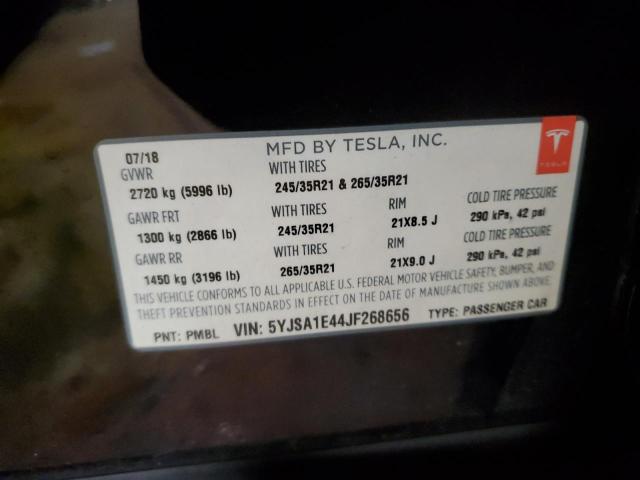 07/18 MFD BY TESLA, INC.
GVWR WITH TIRES
2720 kg (5996 lb) 245/35R21 & 265/35R21
GAWR FRT WITH TIRES RIM COLD TIRE PRESSURE
1300 kg (2866 lb) 245/35R21 21X8.5 J 290 kPa, 42 psi
GAWR RR WITH TIRES RIM COLD TIRE PRESSURE
1450 kg (3196 lb) 265/35R21 21X9.0 J 290 kPa, 42 psi
THIS VEHICLE CONFORMS TO ALL APPLICABLE U.S. FEDERAL MOTOR VEHICLE SAFETY, BUMPER, AND
THEFT PREVENTION STANDARDS IN EFFECT ON THE DATE OF MANUFACTURE SHOWN ABOVE.
PNT: PMBL VIN: 5YJSA1E44JF268656 TYPE: PASSENGER CAR
TESLA